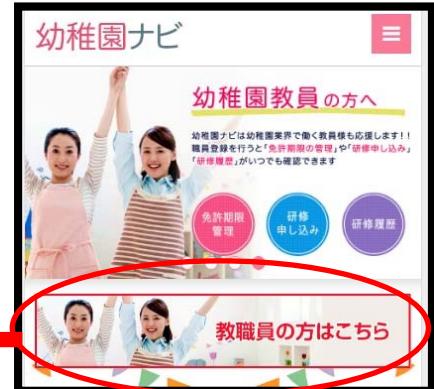 幼稚園ナビ
幼稚園教員の方へ
幼稚園ナビは幼稚園業界で働く教員様も応援します!!
職員登録を行うと「免許期限の管理」や「研修申し込み」
「研修履歴」がいつでも確認できます
免許期限
管理
研修
申し込み
研修履歴
教職員の方はこちら